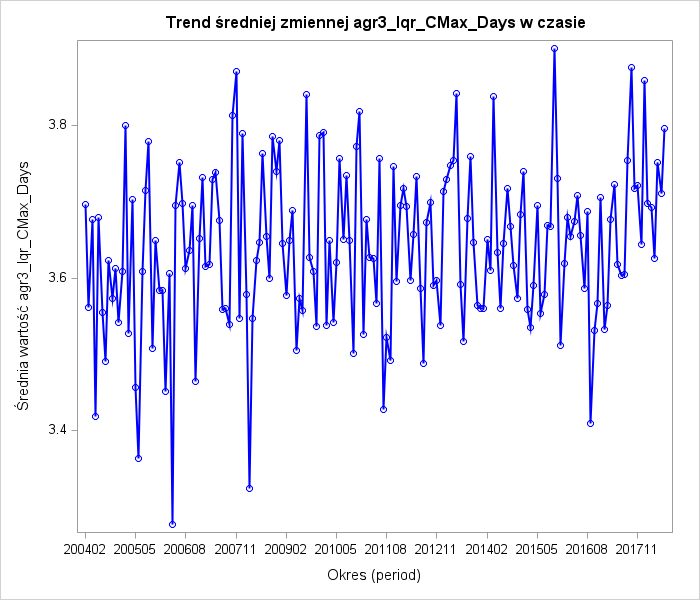 Trend średniej zmiennej agr3_Iqr_CMax_Days w czasie
Średnia wartość agr3_Iqr_CMax_Days
3.8
3.6
3.4
200402 200505 200608 200711 200902 201005 201108 201211 201402 201505 201608 201711
Okres (period)